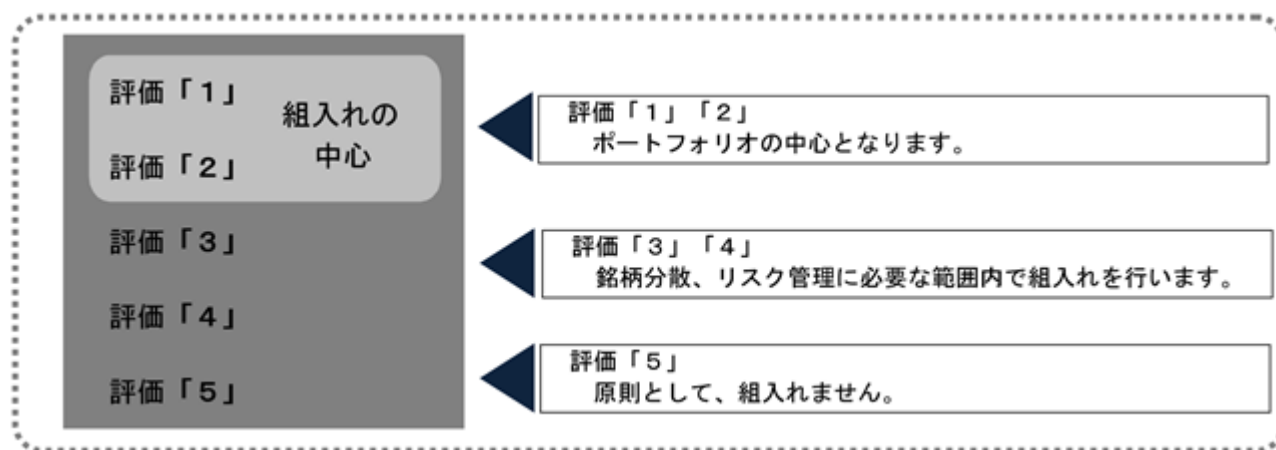 評価「１」
組入れの
中心
評価「２」
評価「３」
評価「４」
評価「５」
評価「１」「２」
ポートフォリオの中心となります。
評価「３」「４」
銘柄分散、リスク管理に必要な範囲内で組入れを行います。
評価「５」
原則として、組入れません。